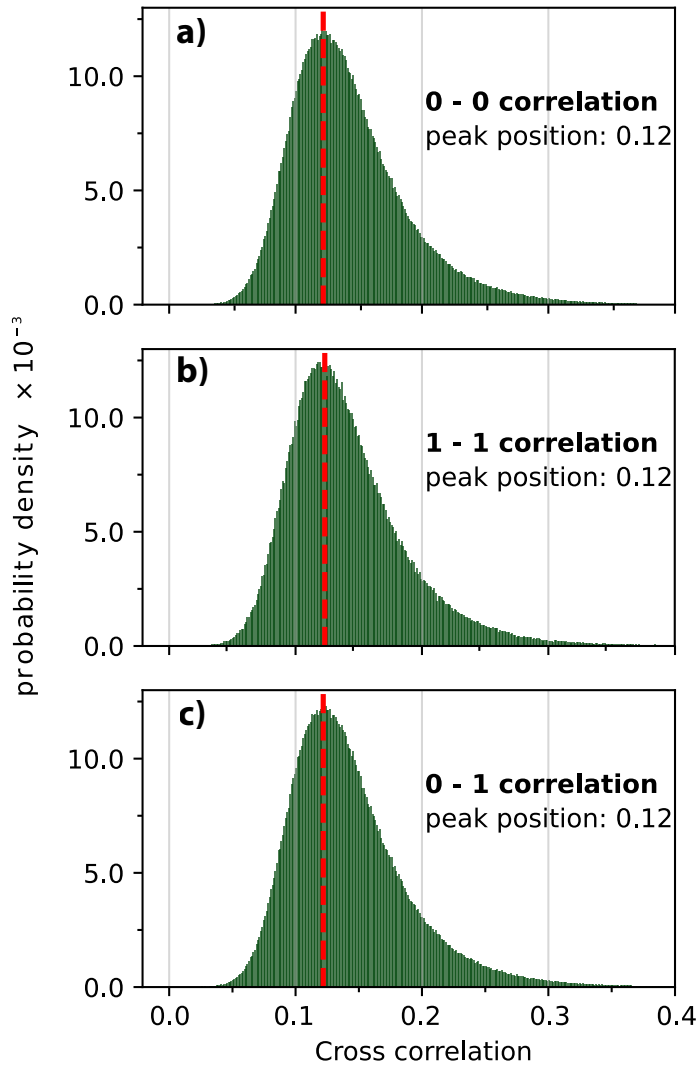 a)
0 - 0 correlation
peak position: 0.12
10.0
5.0
0.0
b)
1 - 1 correlation
peak position: 0.12
10.0
5.0
0.0
c)
0 - 1 correlation
peak position: 0.12
10.0
5.0
0.0
0.0 0.1 0.2 0.3 0.4
Cross correlation
probability density × 10⁻³